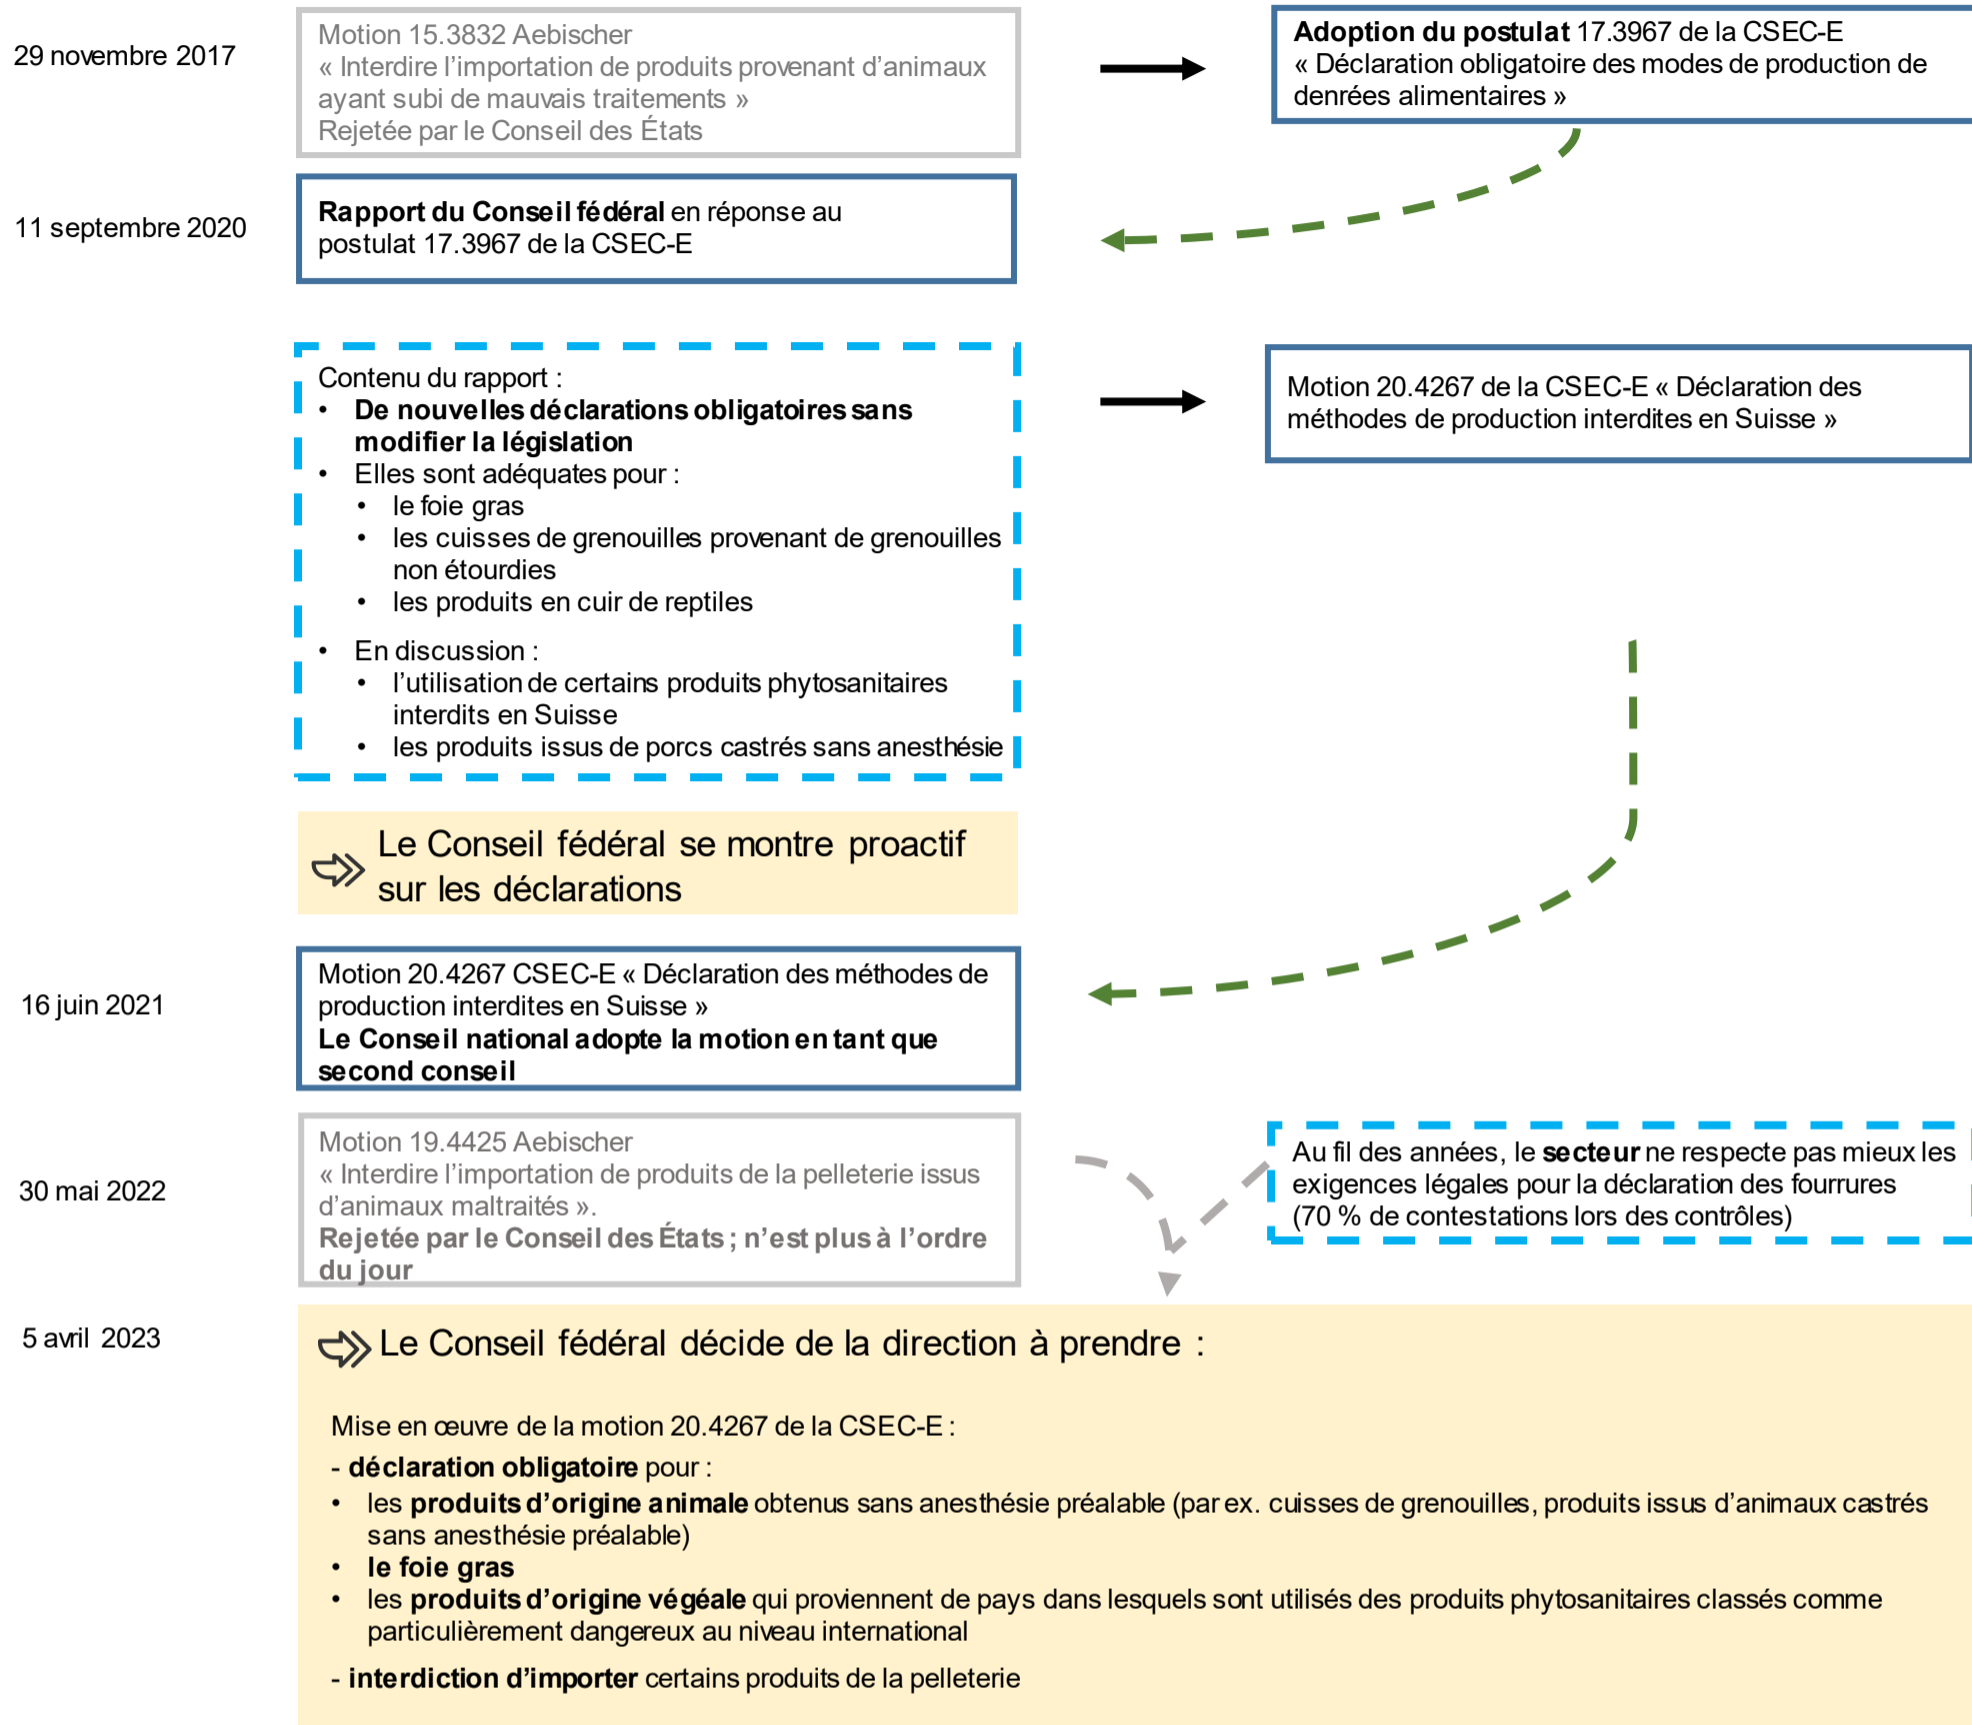 29 novembre 2017
Motion 15.3832 Aebischer
« Interdire l’importation de produits provenant d’animaux
ayant subi de mauvais traitements »
Rejetée par le Conseil des États
Adoption du postulat 17.3967 de la CSEC-E
« Déclaration obligatoire des modes de production de
denrées alimentaires »
11 septembre 2020
Rapport du Conseil fédéral en réponse au
postulat 17.3967 de la CSEC-E
Contenu du rapport :
• De nouvelles déclarations obligatoires sans
modifier la législation
• Elles sont adéquates pour :
• le foie gras
• les cuisses de grenouilles provenant de grenouilles
non étourdies
• les produits en cuir de reptiles
• En discussion :
• l’utilisation de certains produits phytosanitaires
interdits en Suisse
• les produits issus de porcs castrés sans anesthésie
Motion 20.4267 de la CSEC-E « Déclaration des
méthodes de production interdites en Suisse »
Le Conseil fédéral se montre proactif
sur les déclarations
16 juin 2021
Motion 20.4267 CSEC-E « Déclaration des méthodes de
production interdites en Suisse »
Le Conseil national adopte la motion en tant que
second conseil
30 mai 2022
Motion 19.4425 Aebischer
« Interdire l’importation de produits de la pelleterie issus
d’animaux maltraités ».
Rejetée par le Conseil des États ; n’est plus à l’ordre
du jour
Au fil des années, le secteur ne respecte pas mieux les
exigences légales pour la déclaration des fourrures
(70 % de contestations lors des contrôles)
5 avril 2023
Le Conseil fédéral décide de la direction à prendre :
Mise en œuvre de la motion 20.4267 de la CSEC-E :
- déclaration obligatoire pour :
• les produits d’origine animale obtenus sans anesthésie préalable (par ex. cuisses de grenouilles, produits issus d’animaux castrés
sans anesthésie préalable)
• le foie gras
• les produits d’origine végéale qui proviennent de pays dans lesquels sont utilisés des produits phytosanitaires classés comme
particulièrement dangereux au niveau international
- interdiction d’importer certains produits de la pelleterie